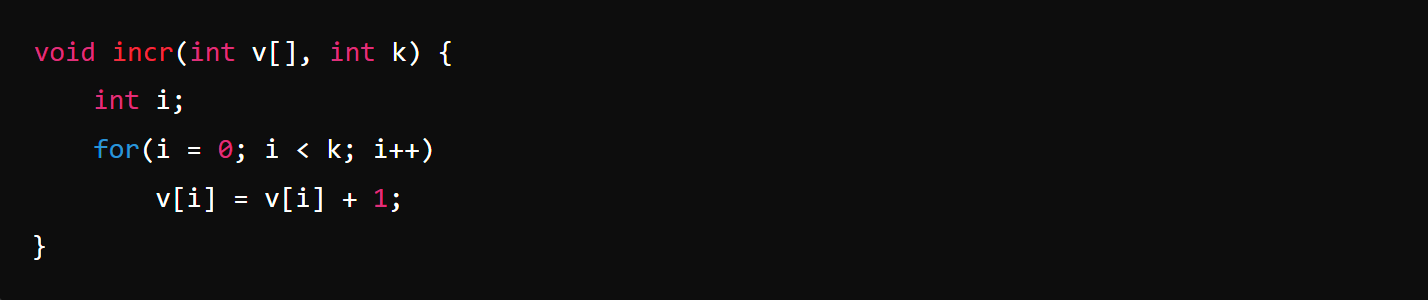 void incr(int v[], int k) {
    int i;
    for(i = 0; i < k; i++)
        v[i] = v[i] + 1;
}